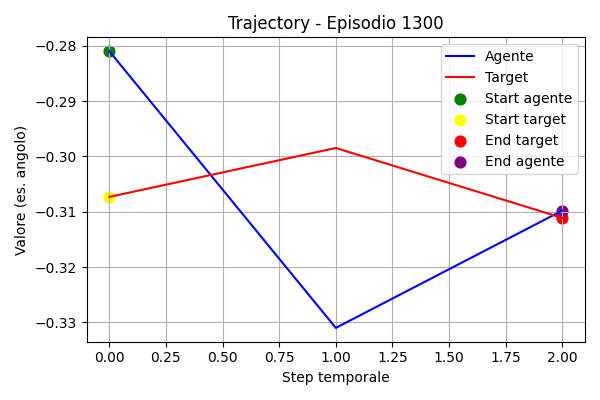 Trajectory - Episodio 1300
Valore (es. angolo)
−0.28
−0.29
−0.30
−0.31
−0.32
−0.33
Agente
Target
Start agente
Start target
End target
End agente
0.00 0.25 0.50 0.75 1.00 1.25 1.50 1.75 2.00
Step temporale